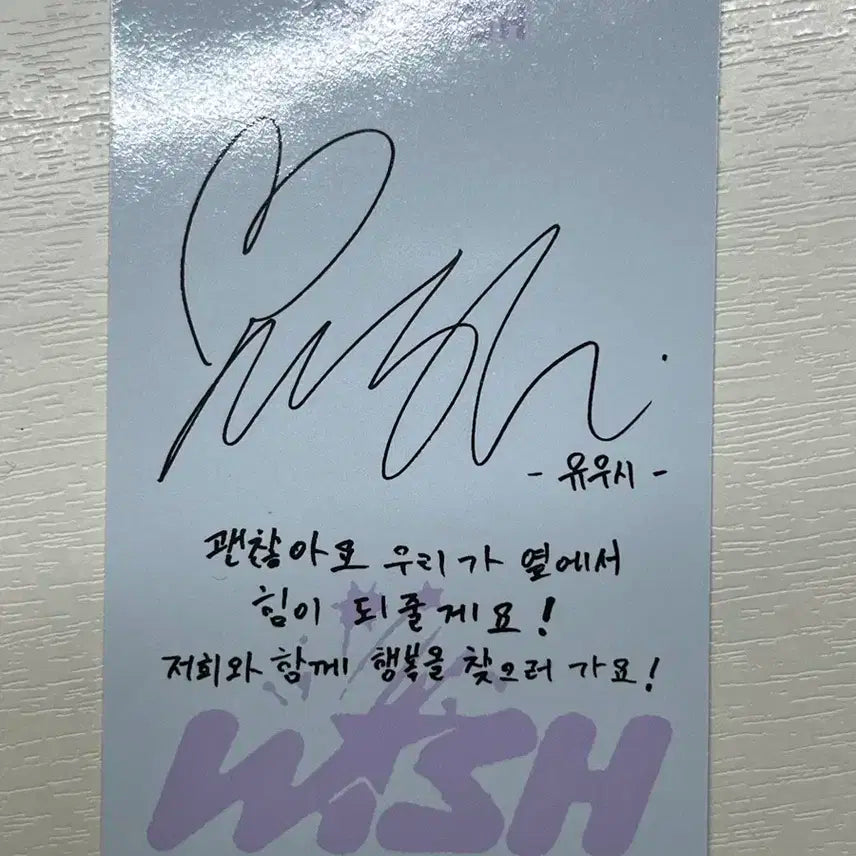 - 유우시 -
괜찮아요 우리가 옆에서
힘이 되줄게요!
저희와 함께 행복을 찾으러 가요!
WISH